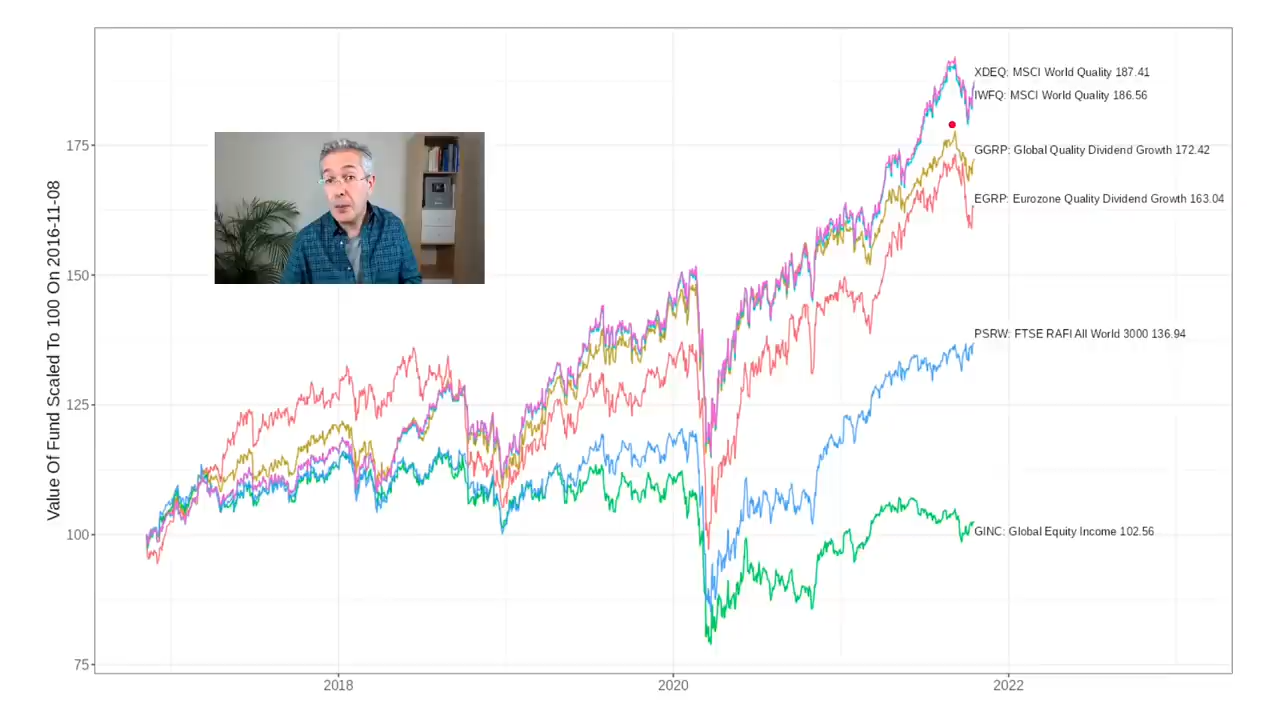 XDEQ: MSCI World Quality 187.41
IWFQ: MSCI World Quality 186.56
GGRP: Global Quality Dividend Growth 172.42
EGRP: Eurozone Quality Dividend Growth 163.04
PSRW: FTSE RAFI All World 3000 136.94
GINC: Global Equity Income 102.56
Value Of Fund Scaled To 100 On 2016-11-08
175
150
125
100
75
2018
2020
2022